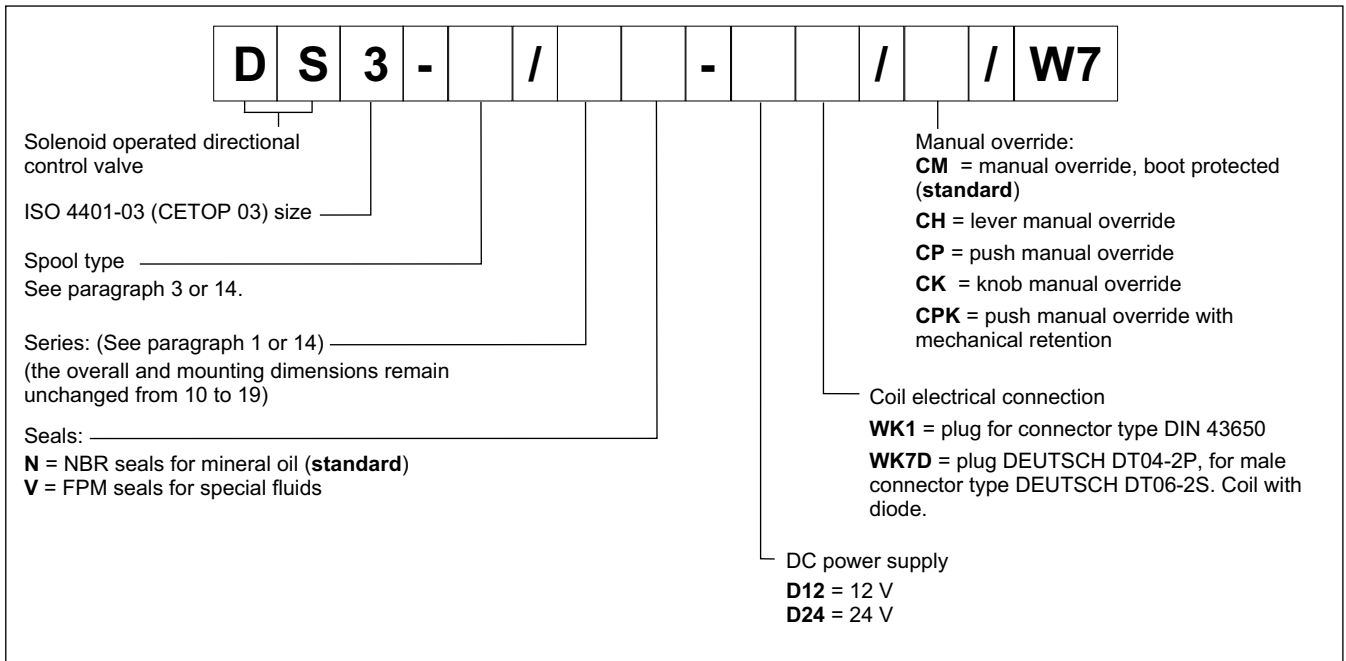 D S 3 - / - / / W7
Solenoid operated directional
control valve
ISO 4401-03 (CETOP 03) size
Spool type
See paragraph 3 or 14.
Series: (See paragraph 1 or 14)
(the overall and mounting dimensions remain
unchanged from 10 to 19)
Seals:
N = NBR seals for mineral oil (standard)
V = FPM seals for special fluids
Manual override:
CM = manual override, boot protected
(standard)
CH = lever manual override
CP = push manual override
CK = knob manual override
CPK = push manual override with
mechanical retention
Coil electrical connection
WK1 = plug for connector type DIN 43650
WK7D = plug DEUTSCH DT04-2P, for male
connector type DEUTSCH DT06-2S. Coil with
diode.
DC power supply
D12 = 12 V
D24 = 24 V